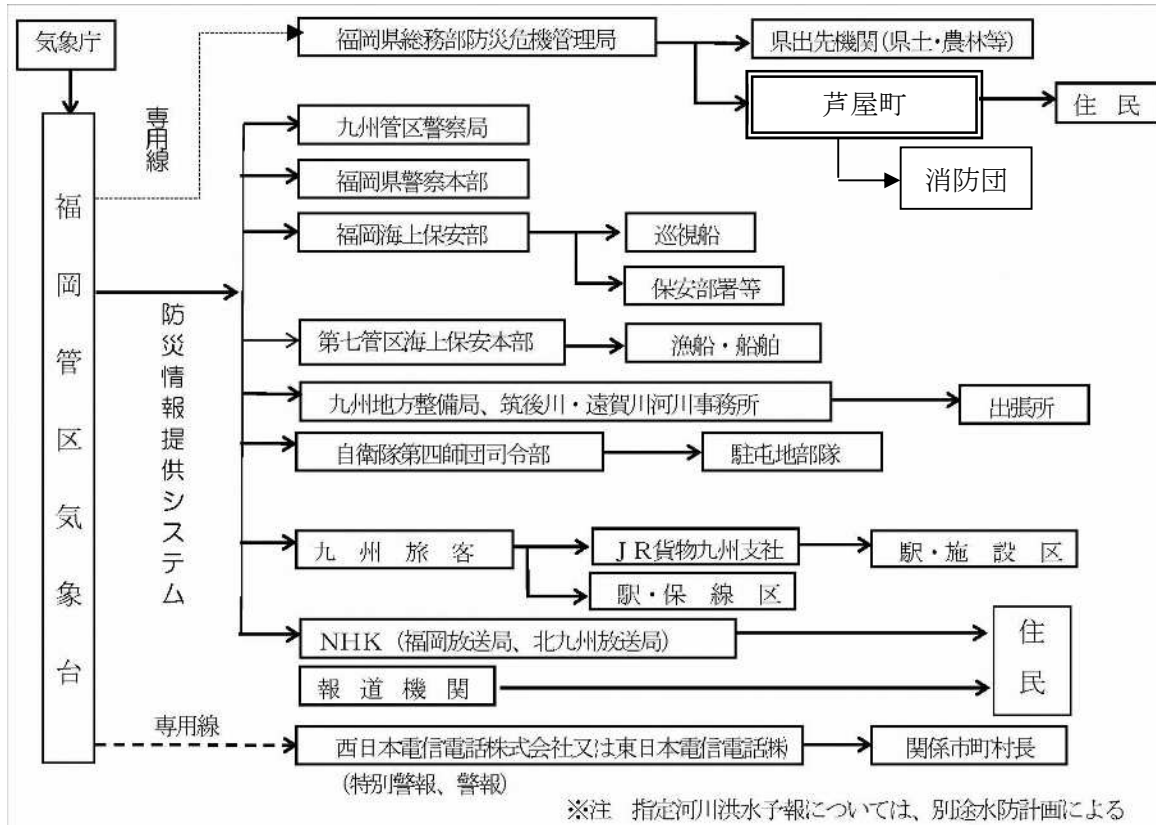 気象庁
福岡県総務部防災危機管理局
県出先機関(県土・農林等)
芦屋町
住民
消防団
専用線
九州管区警察局
福岡県警察本部
福岡海上保安部
巡視船
保安部署等
福岡管区気象台
防災情報提供システム
第七管区海上保安本部
漁船・船舶
九州地方整備局、筑後川・遠賀川河川事務所
出張所
自衛隊第四師団司令部
駐屯地部隊
九州旅客
JR貨物九州支社
駅・施設区
駅・保線区
NHK（福岡放送局、北九州放送局）
住民
報道機関
専用線
西日本電信電話株式会社又は東日本電信電話㈱
関係市町村長
（特別警報、警報）
※注　指定河川洪水予報については、別途水防計画による